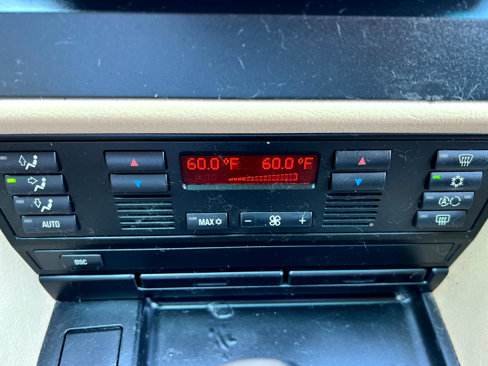 60.0°F 60.0°F
AUTO
AUTO
MAX
- +
A
DSC